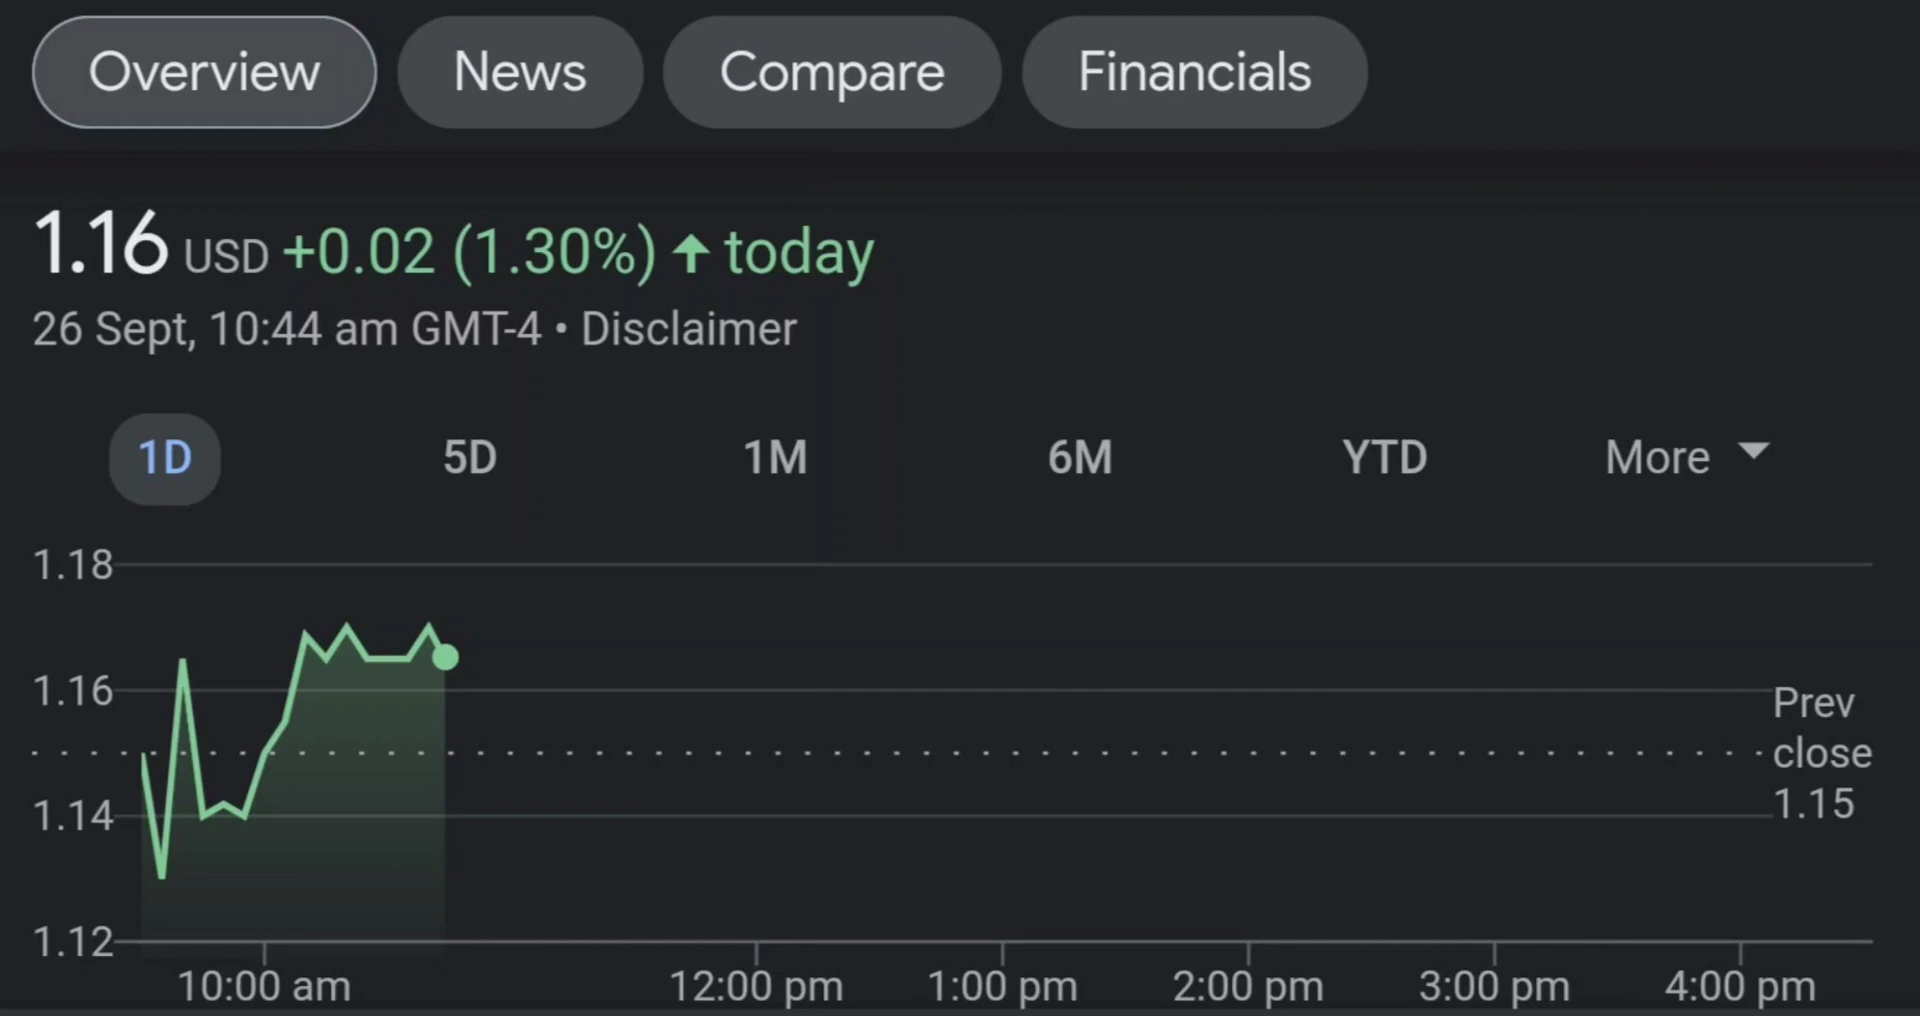 Overview News Compare Financials
1.16 USD +0.02 (1.30%) ↑ today
26 Sept, 10:44 am GMT-4 • Disclaimer
1D 5D 1M 6M YTD More
1.18
1.16
Prev
close
1.15
1.14
1.12
10:00 am 12:00 pm 1:00 pm 2:00 pm 3:00 pm 4:00 pm